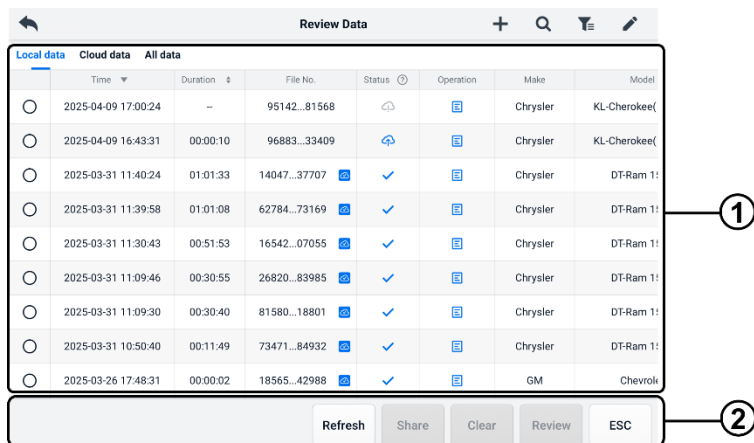 Review Data
Local data Cloud data All data
Time Duration File No. Status Operation Make Model
2025-04-09 17:00:24 -- 95142...81568 Chrysler KL-Cherokee(
2025-04-09 16:43:31 00:00:10 96883...33409 Chrysler KL-Cherokee(
2025-03-31 11:40:24 01:01:33 14047...37707 Chrysler DT-Ram 15
2025-03-31 11:39:58 01:01:08 62784...73169 Chrysler DT-Ram 15
2025-03-31 11:30:43 00:51:53 16542...07055 Chrysler DT-Ram 15
2025-03-31 11:09:46 00:30:55 26820...83985 Chrysler DT-Ram 15
2025-03-31 11:09:30 00:30:40 81580...18801 Chrysler DT-Ram 15
2025-03-31 10:50:40 00:11:49 73471...84932 Chrysler DT-Ram 15
2025-03-26 17:48:31 00:00:02 18565...42988 GM Chevrole
1
Refresh Share Clear Review ESC
2